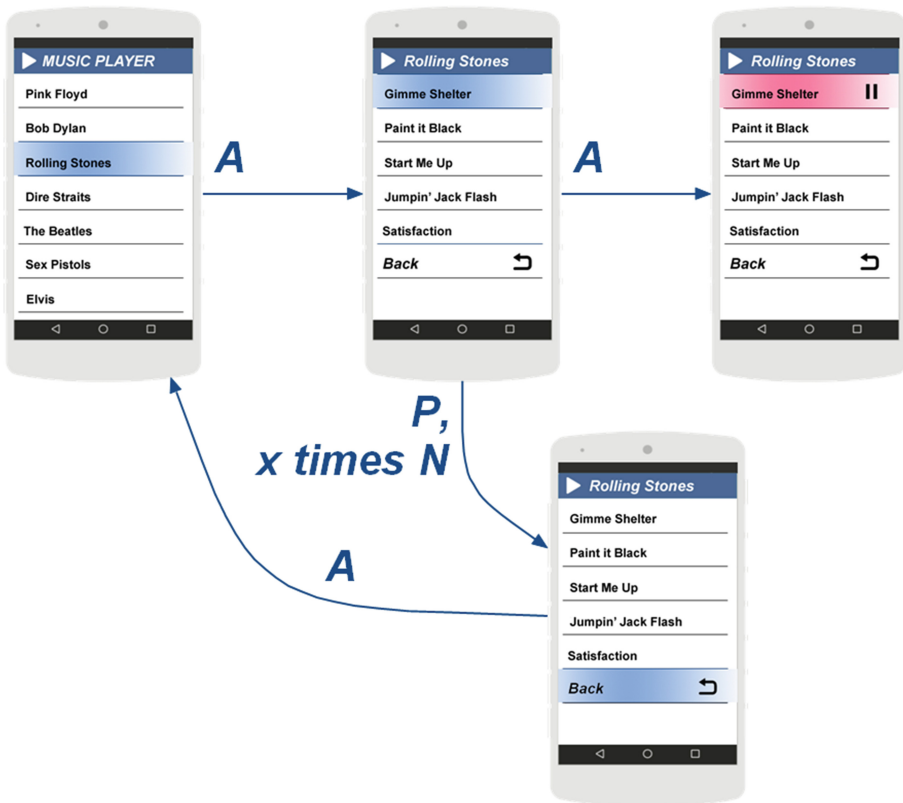 MUSIC PLAYER
Pink Floyd
Bob Dylan
Rolling Stones
Dire Straits
The Beatles
Sex Pistols
Elvis
A
Rolling Stones
Gimme Shelter
Paint it Black
Start Me Up
Jumpin' Jack Flash
Satisfaction
Back
A
Rolling Stones
Gimme Shelter
Paint it Black
Start Me Up
Jumpin' Jack Flash
Satisfaction
Back
P,
x times N
A
Rolling Stones
Gimme Shelter
Paint it Black
Start Me Up
Jumpin' Jack Flash
Satisfaction
Back